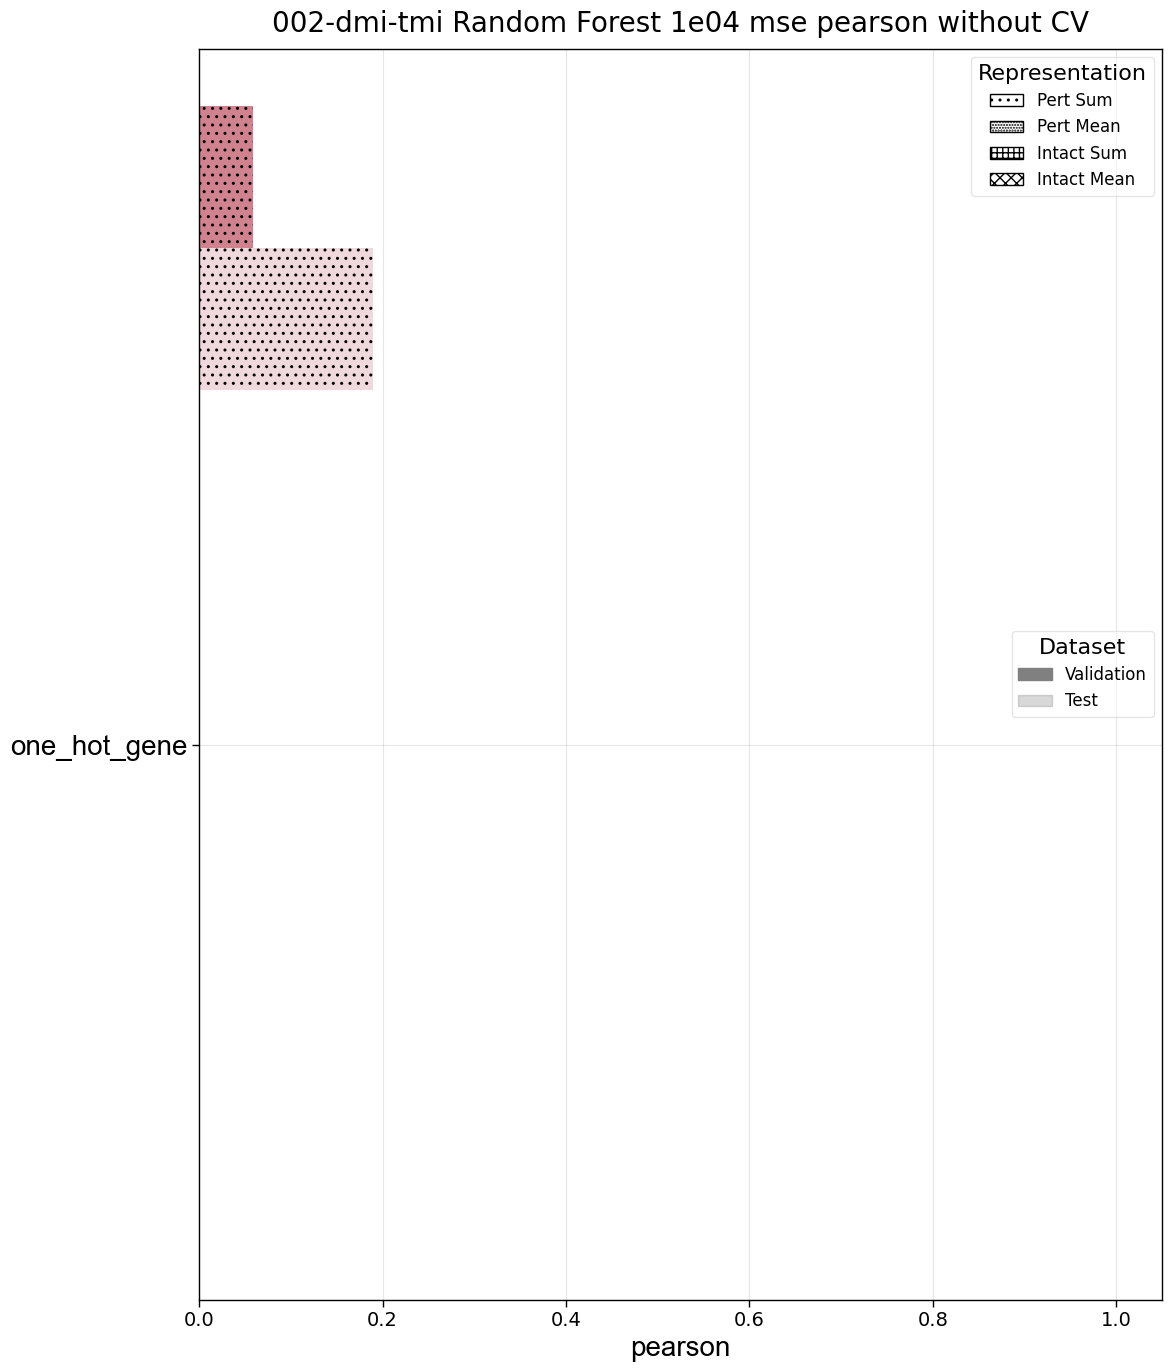 002-dmi-tmi Random Forest 1e04 mse pearson without CV
Representation
Pert Sum
Pert Mean
Intact Sum
Intact Mean
Dataset
Validation
Test
one_hot_gene
0.0 0.2 0.4 0.6 0.8 1.0
pearson